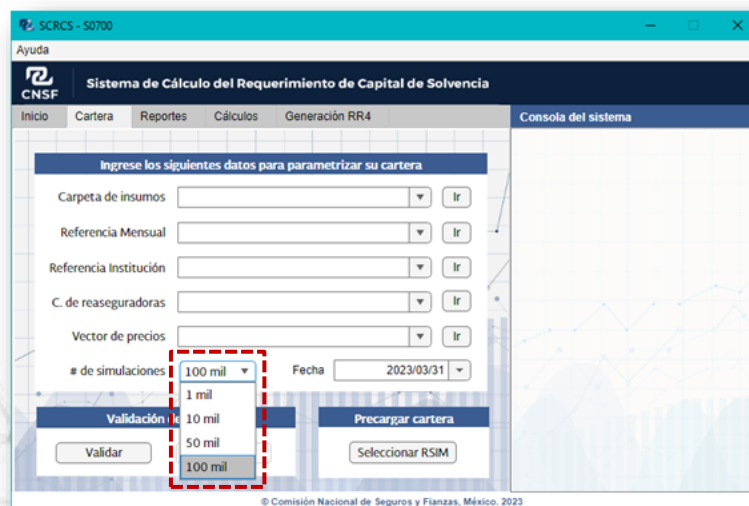 SCRCS - S0700
Ayuda
CNSF
Sistema de Cálculo del Requerimiento de Capital de Solvencia
Inicio Cartera Reportes Cálculos Generación RR4
Consola del sistema
Ingrese los siguientes datos para parametrizar su cartera
Carpeta de insumos Ir
Referencia Mensual Ir
Referencia Institución Ir
C. de reaseguradoras Ir
Vector de precios Ir
# de simulaciones 100 mil Fecha 2023/03/31
1 mil
10 mil
50 mil
100 mil
Validación
Validar
Precargar cartera
Seleccionar RSIM
© Comisión Nacional de Seguros y Fianzas, México. 2023